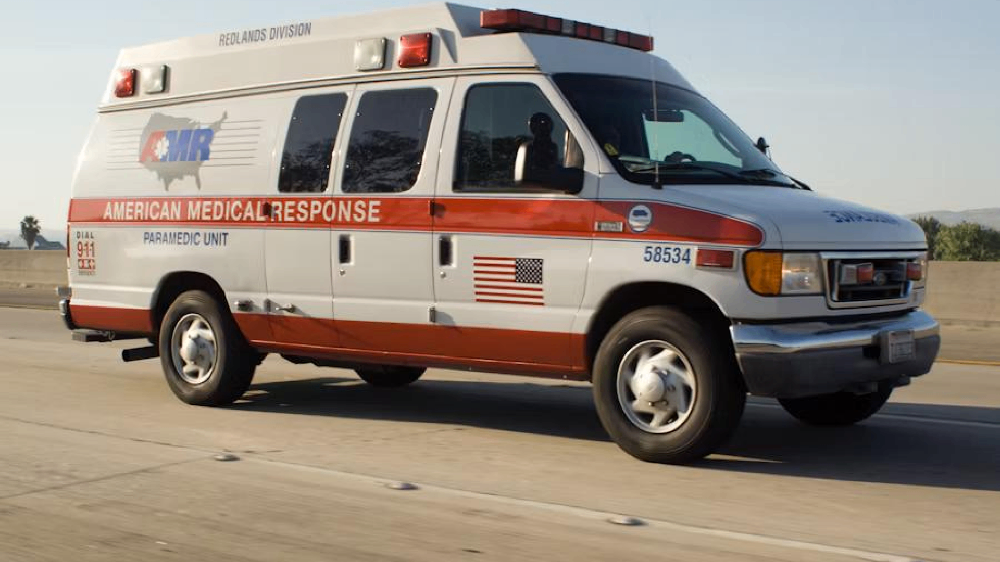 REDLANDS DIVISION
AMR
AMERICAN MEDICAL RESPONSE
DIAL
911
PARAMEDIC UNIT
58534